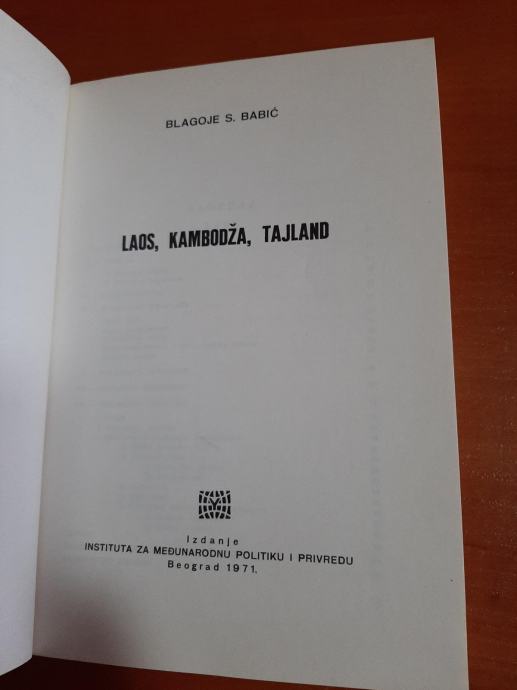 BLAGOJE S. BABIĆ
LAOS, KAMBODŽA, TAJLAND
Izdanje
INSTITUTA ZA MEĐUNARODNU POLITIKU I PRIVREDU
Beograd 1971.